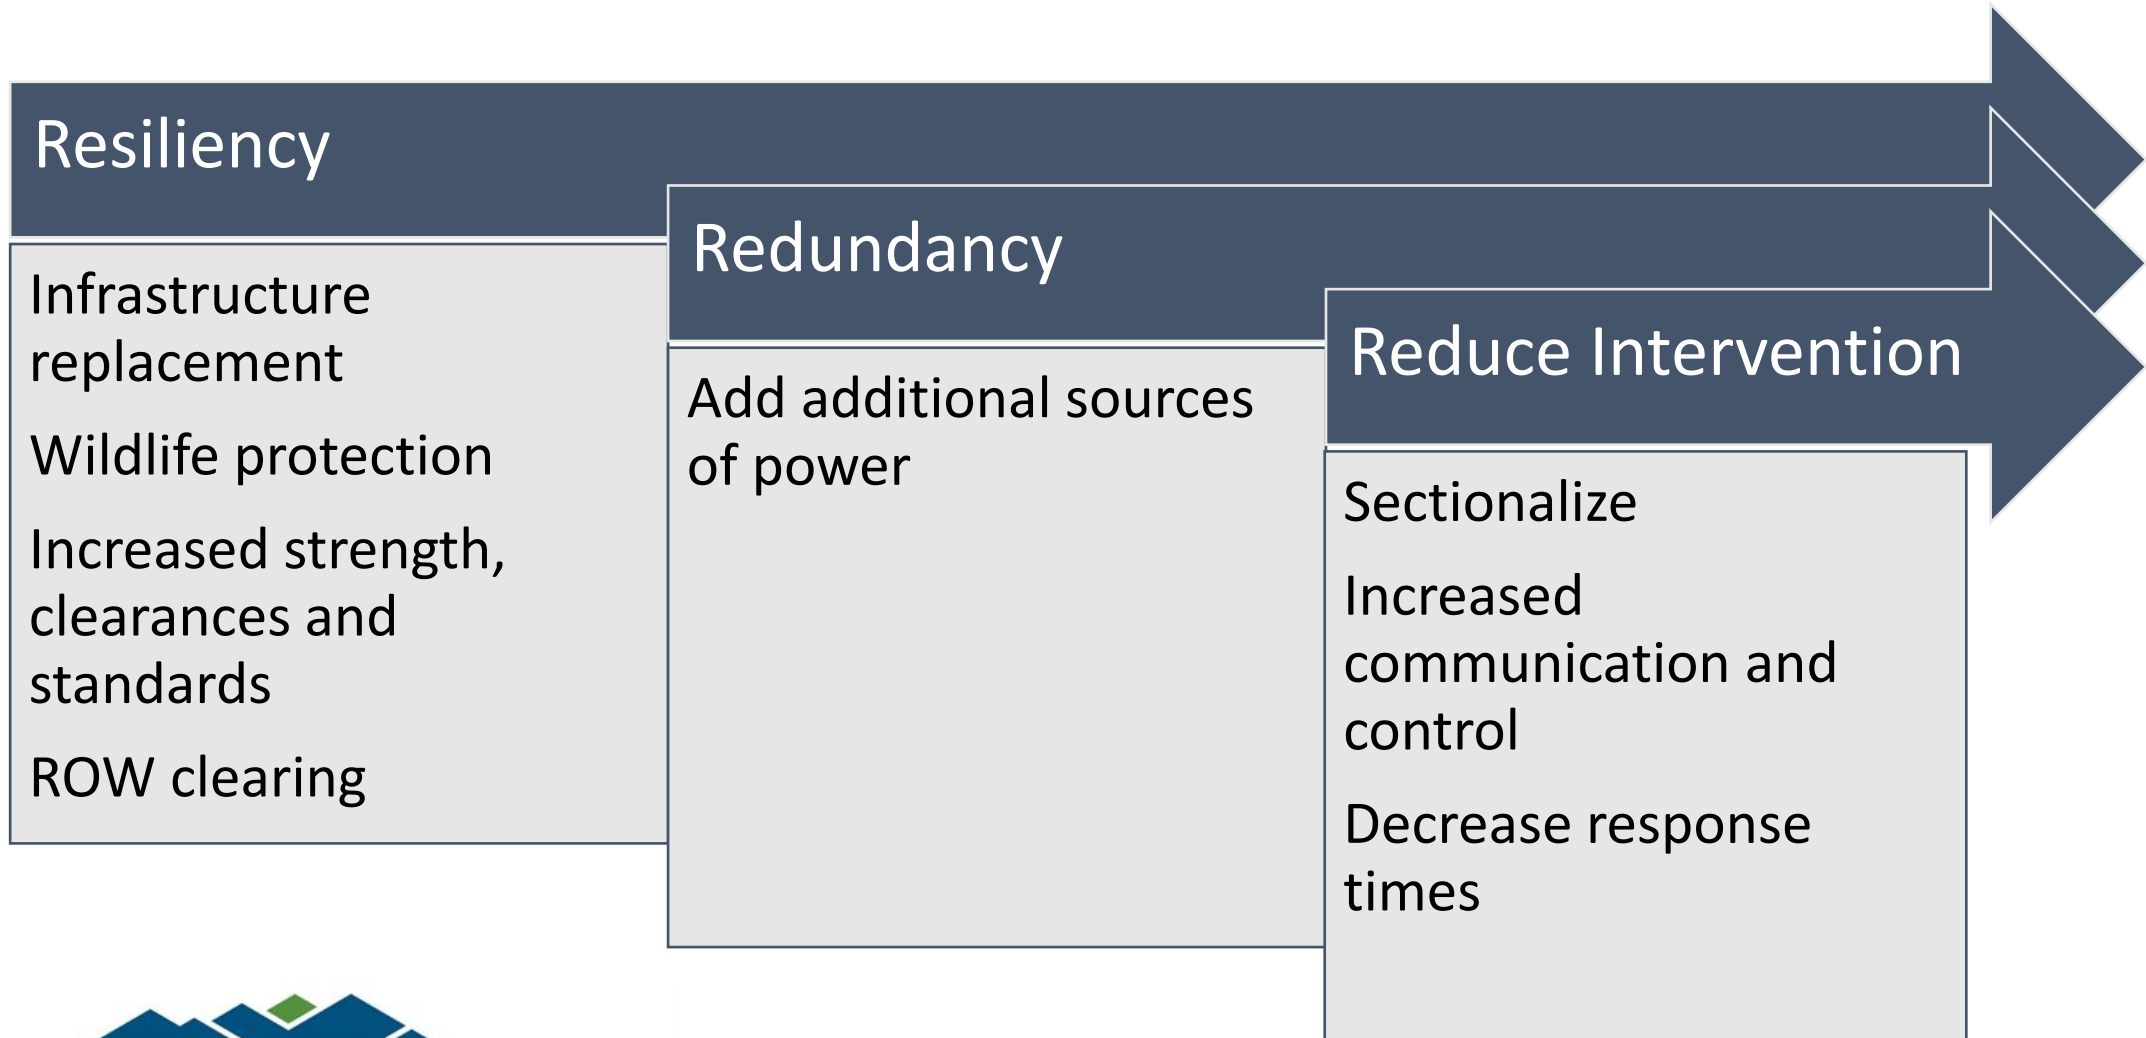 Resiliency
Infrastructure
replacement
Wildlife protection
Increased strength,
clearances and
standards
ROW clearing
Redundancy
Add additional sources
of power
Reduce Intervention
Sectionalize
Increased
communication and
control
Decrease response
times